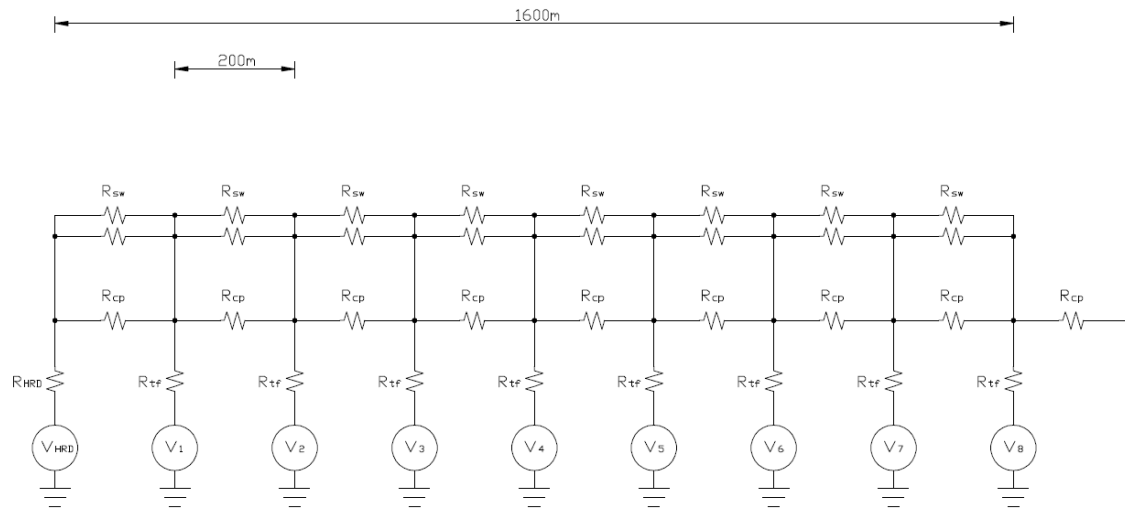 1600m
200m
Rsw Rsw Rsw Rsw Rsw Rsw Rsw Rsw
Rcp Rcp Rcp Rcp Rcp Rcp Rcp Rcp Rcp
RHRD Rtf Rtf Rtf Rtf Rtf Rtf Rtf Rtf
VHRD V1 V2 V3 V4 V5 V6 V7 V8